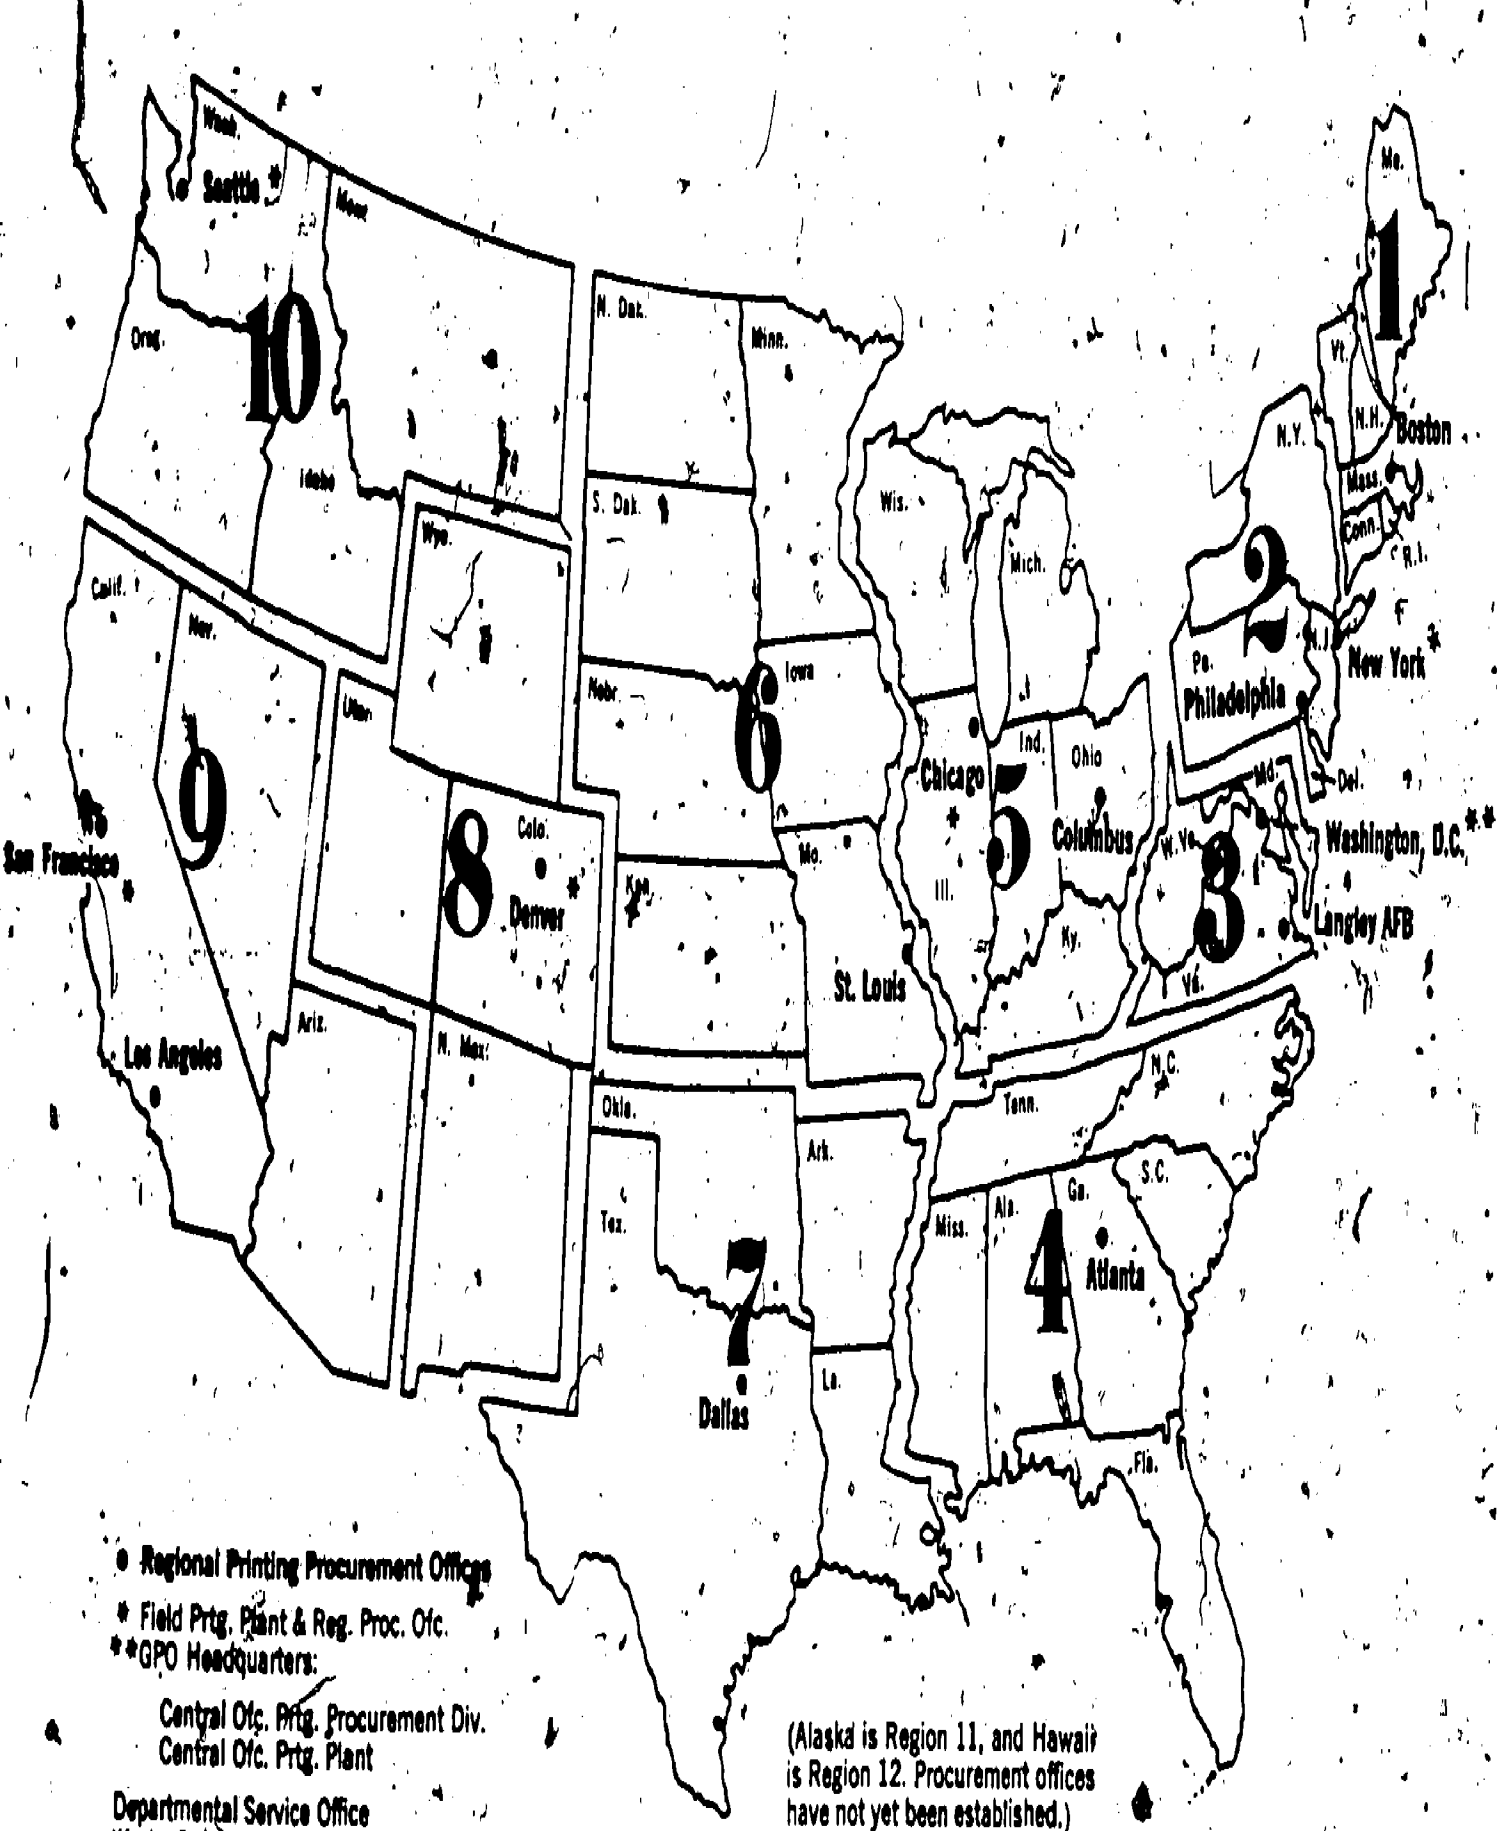 Wash.
Seattle *
Mont
Me.
1
10
Oreg.
N. Dak.
Minn.
Vt.
N.H.
Boston
N.Y.
Idaho
S. Dak.
Wis.
Mass.
Wyo.
Mich.
Conn.
R.I.
2
Calif.
Nev.
Pa.
N.J.
New York *
Nebr.
6
Iowa
Philadelphia
Utah
9
Ind.
Ohio
Chicago
*
5
Md.
Del.
Columbus
Washington, D.C. **
San Francisco *
8
Colo.
Denver *
Mo.
W. Va.
3
Kan.
Ill.
Ky.
Langley AFB
St. Louis
Va.
Ariz.
N. Mex.
Los Angeles
N.C.
Okla.
Tenn.
Ark.
S.C.
Tex.
Miss.
Ala.
Ga.
4
Atlanta
7
Dallas
La.
Fla.
Regional Printing Procurement Offices
* Field Prtg. Plant & Reg. Proc. Ofc.
**GPO Headquarters:
Central Ofc. Prtg. Procurement Div.
Central Ofc. Prtg. Plant
Departmental Service Office
(Alaska is Region 11, and Hawaii
is Region 12. Procurement offices
have not yet been established.)